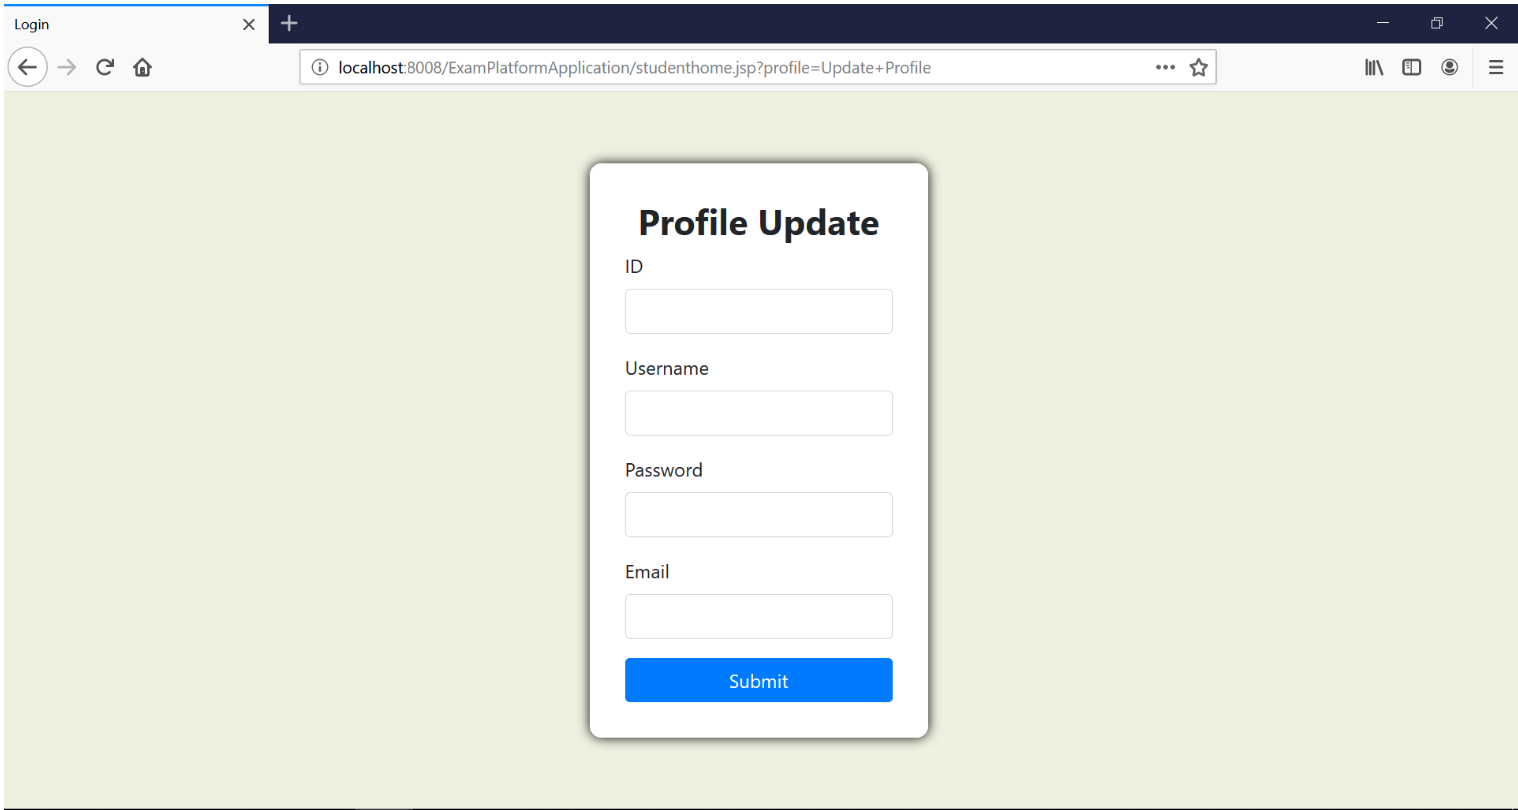 Login
localhost:8008/ExamPlatformApplication/studenthome.jsp?profile=Update+Profile
Profile Update
ID
Username
Password
Email
Submit